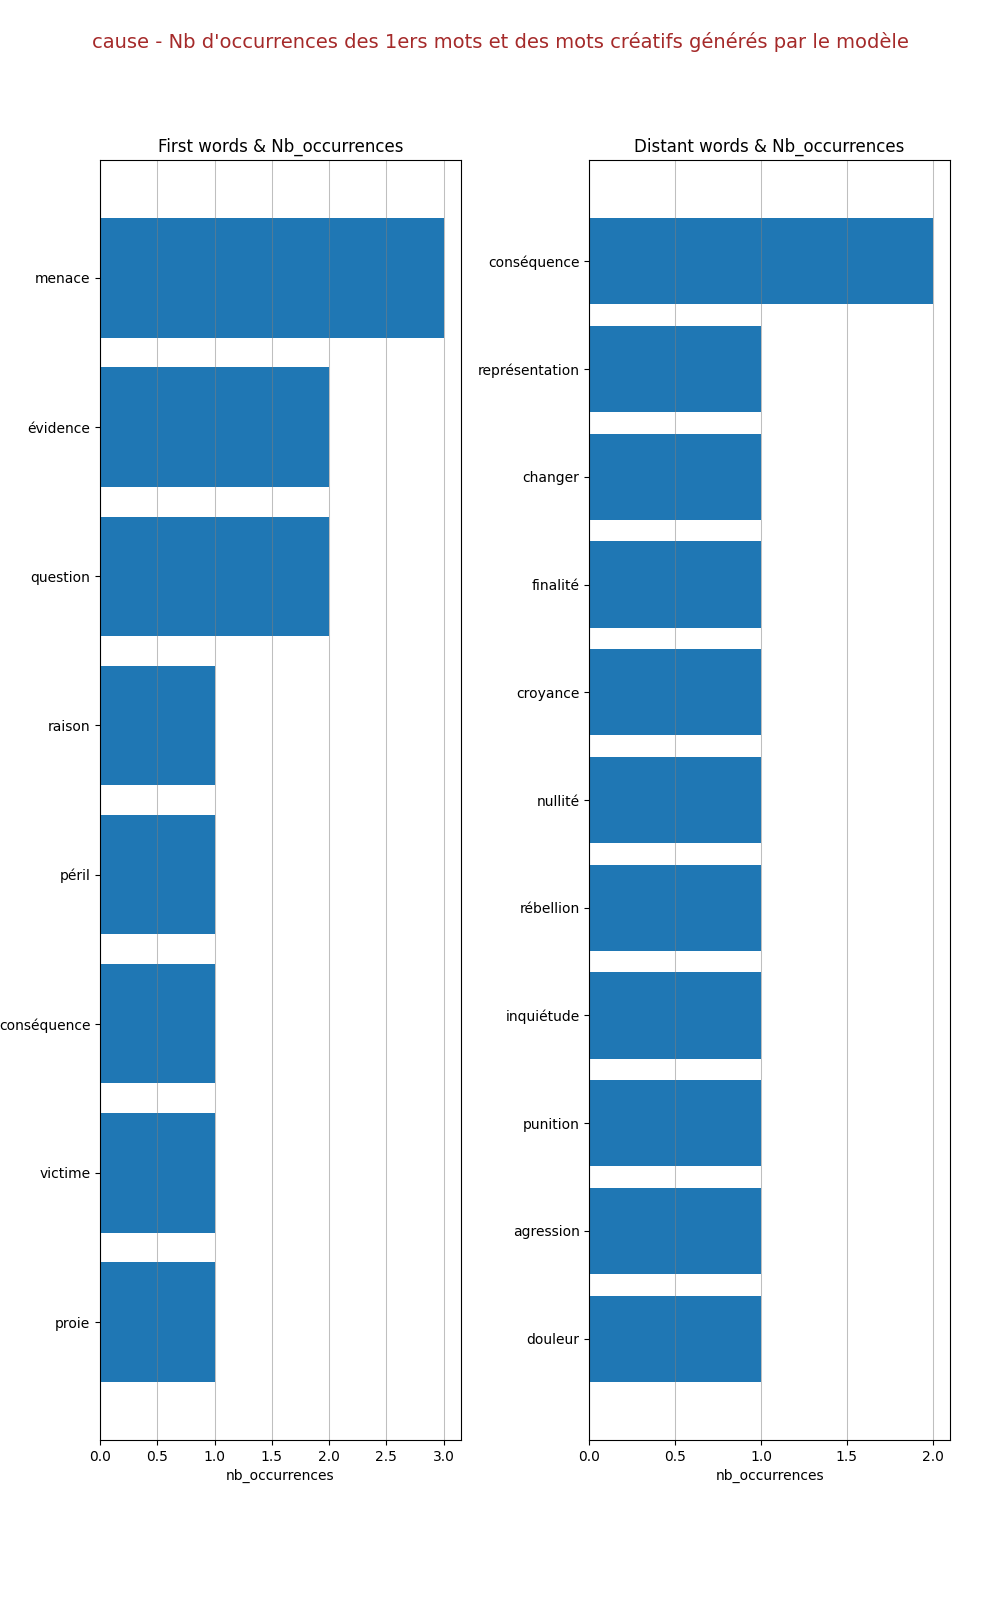 cause - Nb d'occurrences des 1ers mots et des mots créatifs générés par le modèle
First words & Nb_occurrences
menace
évidence
question
raison
péril
conséquence
victime
proie
0.0 0.5 1.0 1.5 2.0 2.5 3.0
nb_occurrences
Distant words & Nb_occurrences
conséquence
représentation
changer
finalité
croyance
nullité
rébellion
inquiétude
punition
agression
douleur
0.0 0.5 1.0 1.5 2.0
nb_occurrences